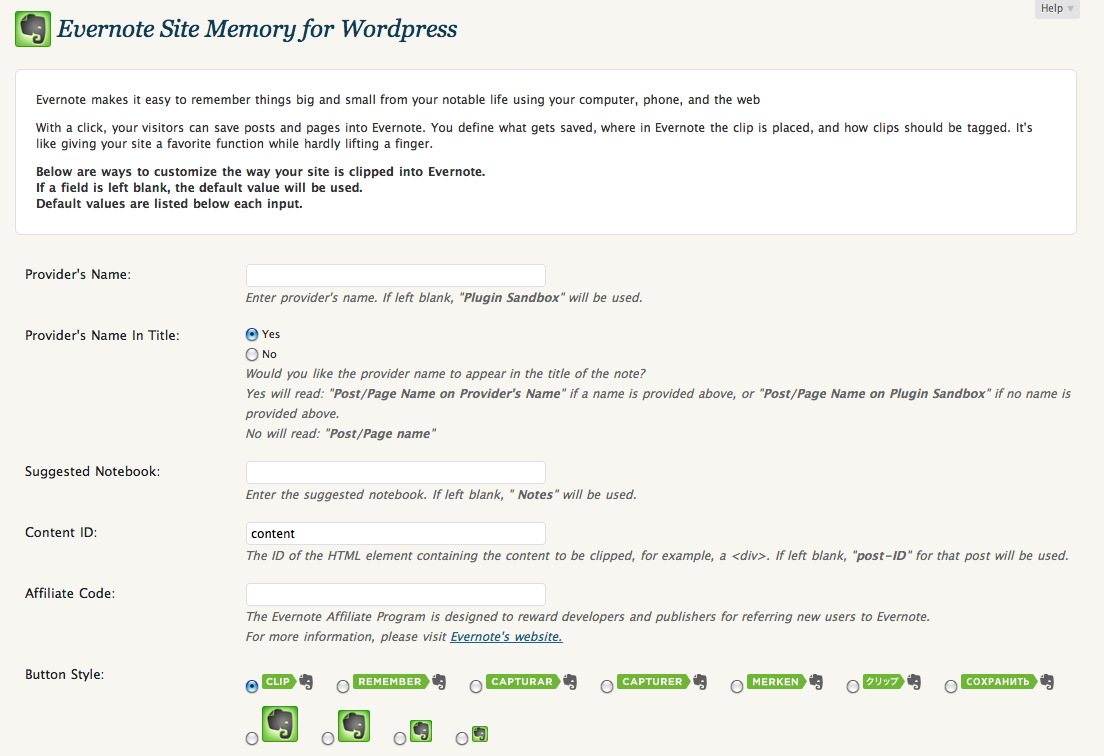 Help
Evernote Site Memory for Wordpress
Evernote makes it easy to remember things big and small from your notable life using your computer, phone, and the web
With a click, your visitors can save posts and pages into Evernote. You define what gets saved, where in Evernote the clip is placed, and how clips should be tagged. It's
like giving your site a favorite function while hardly lifting a finger.
Below are ways to customize the way your site is clipped into Evernote.
If a field is left blank, the default value will be used.
Default values are listed below each input.
Provider's Name:
Enter provider's name. If left blank, "Plugin Sandbox" will be used.
Provider's Name In Title:
Yes
No
Would you like the provider name to appear in the title of the note?
Yes will read: "Post/Page Name on Provider's Name" if a name is provided above, or "Post/Page Name on Plugin Sandbox" if no name is
provided above.
No will read: "Post/Page name"
Suggested Notebook:
Enter the suggested notebook. If left blank, " Notes" will be used.
Content ID:
content
The ID of the HTML element containing the content to be clipped, for example, a <div>. If left blank, "post-ID" for that post will be used.
Affiliate Code:
The Evernote Affiliate Program is designed to reward developers and publishers for referring new users to Evernote.
For more information, please visit Evernote's website.
Button Style:
CLIP REMEMBER CAPTURAR CAPTURER MERKEN クリップ СОХРАНИТЬ